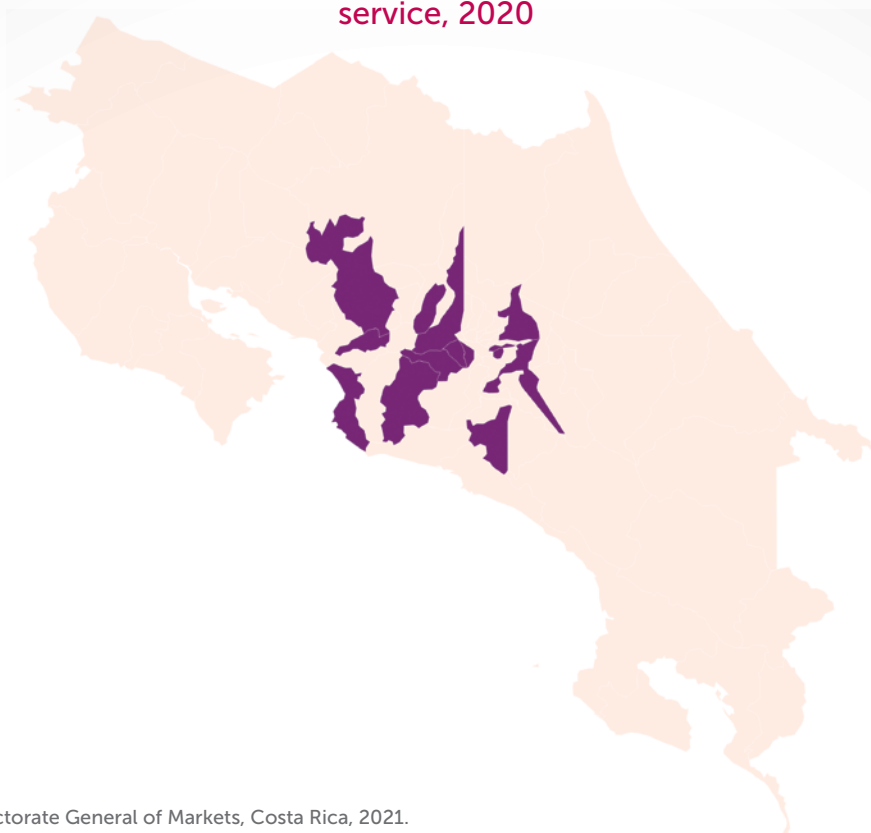 service, 2020
ctorate General of Markets, Costa Rica, 2021.